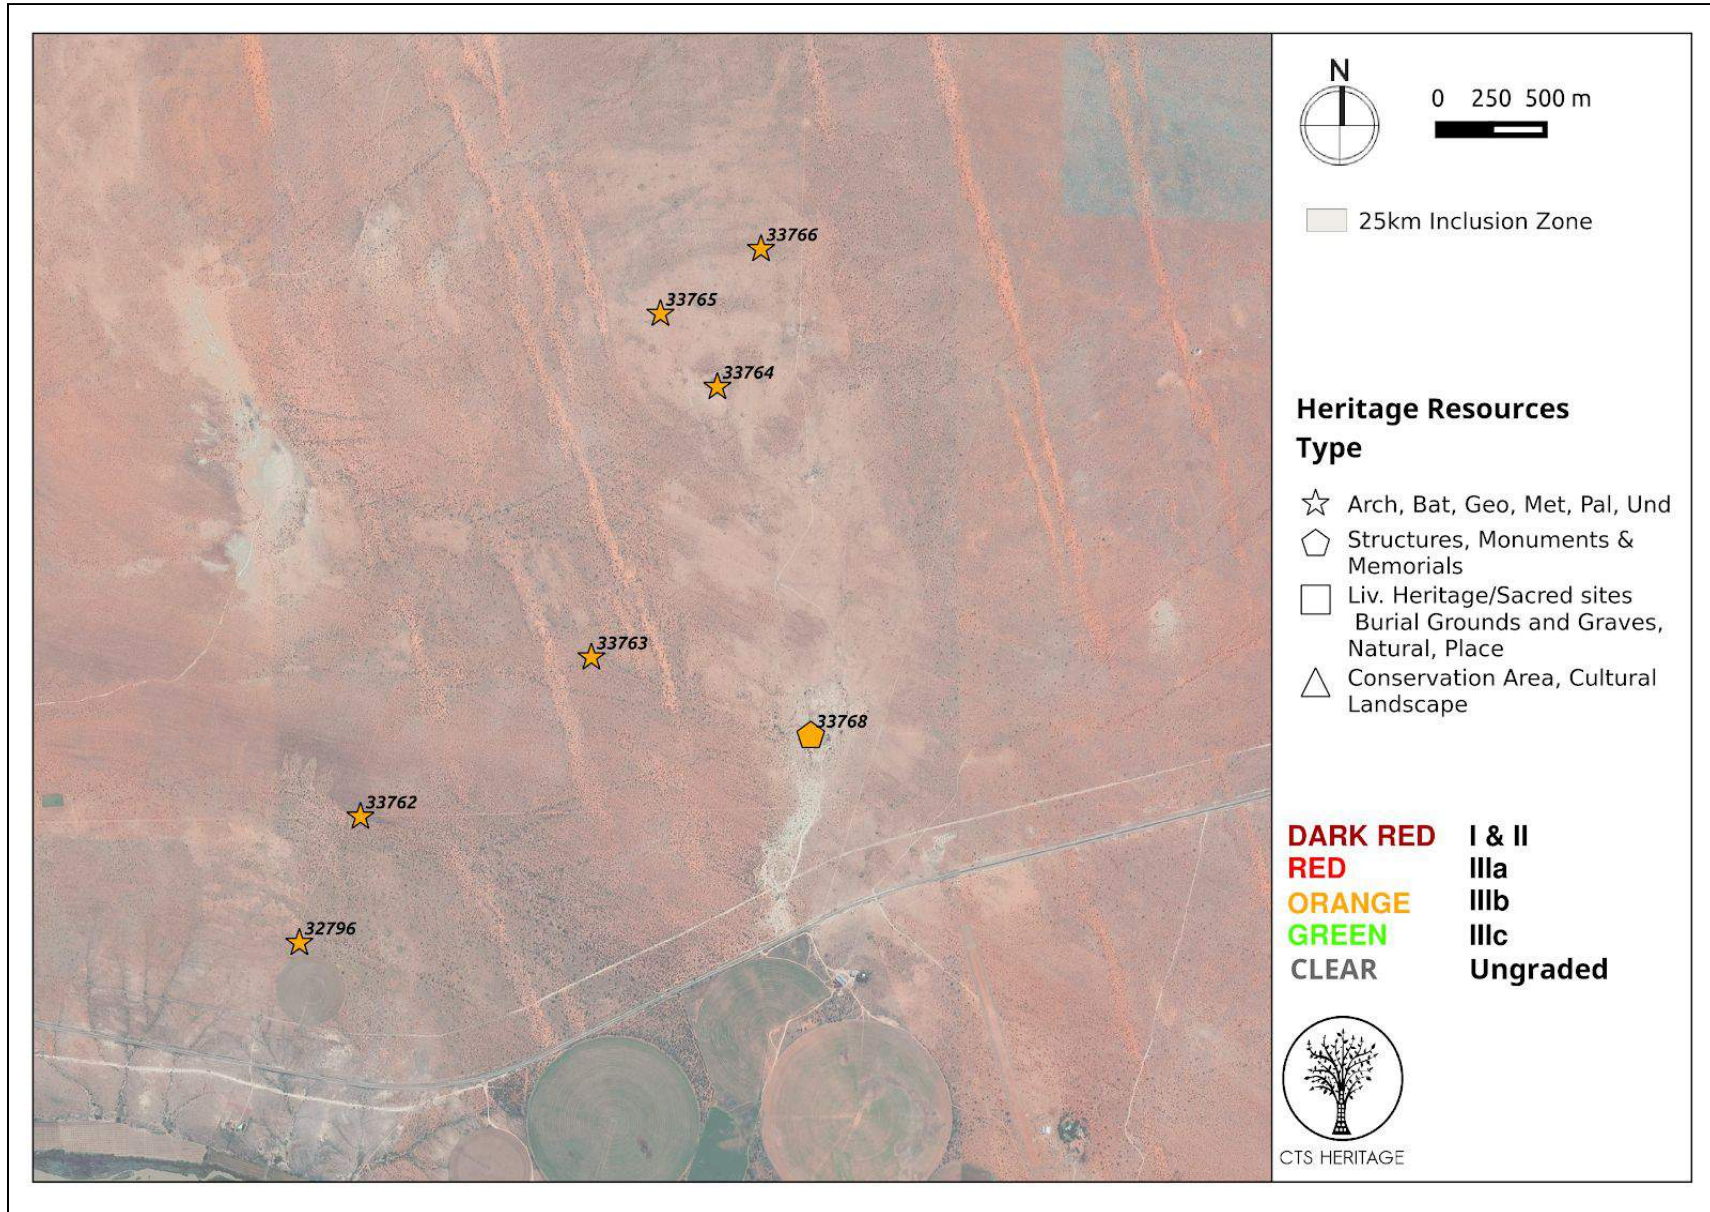 33766
33765
33764
33763
33768
33762
32796
N
0 250 500 m
25km Inclusion Zone
Heritage Resources
Type
Arch, Bat, Geo, Met, Pal, Und
Structures, Monuments &
Memorials
Liv. Heritage/Sacred sites
Burial Grounds and Graves,
Natural, Place
Conservation Area, Cultural
Landscape
DARK RED I & II
RED IIIa
ORANGE IIIb
GREEN IIIc
CLEAR Ungraded
CTS HERITAGE